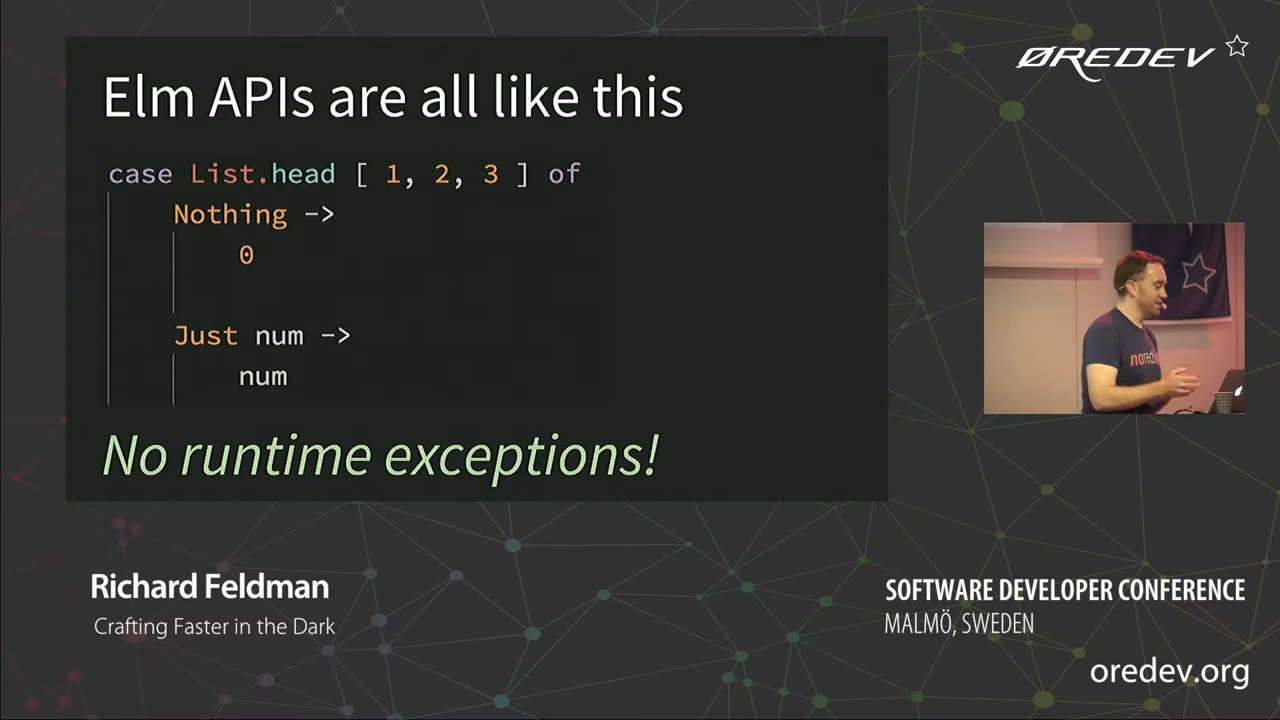 Elm APIs are all like this
case List.head [ 1, 2, 3 ] of
Nothing ->
0
Just num ->
num
No runtime exceptions!
ØREDEV
Richard Feldman
Crafting Faster in the Dark
SOFTWARE DEVELOPER CONFERENCE
MALMÖ, SWEDEN
oredev.org